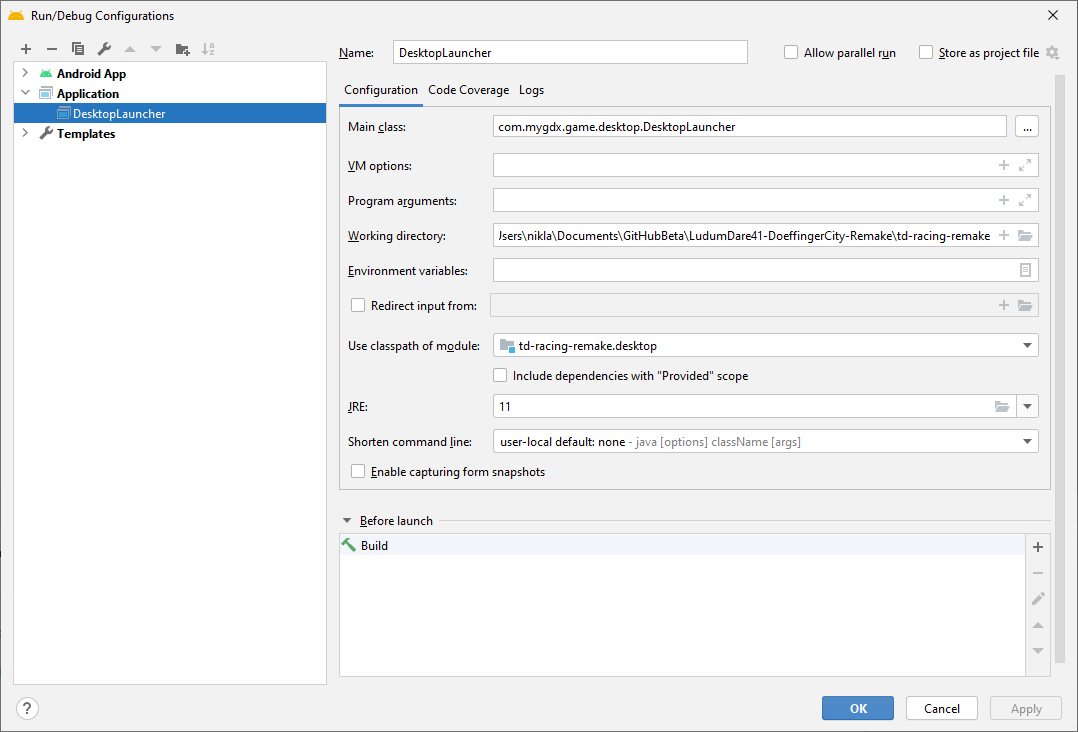 Run/Debug Configurations
Name: DesktopLauncher Allow parallel run Store as project file
Android App
Application
DesktopLauncher
Templates
Configuration Code Coverage Logs
Main class: com.mygdx.game.desktop.DesktopLauncher ...
VM options:
Program arguments:
Working directory: \nikla\Documents\GitHubBeta\LudumDare41-DoeffingerCity-Remake\td-racing-remake
Environment variables:
Redirect input from:
Use classpath of module: td-racing-remake.desktop
Include dependencies with "Provided" scope
JRE: 11
Shorten command line: user-local default: none - java [options] className [args]
Enable capturing form snapshots
Before launch
Build
? OK Cancel Apply